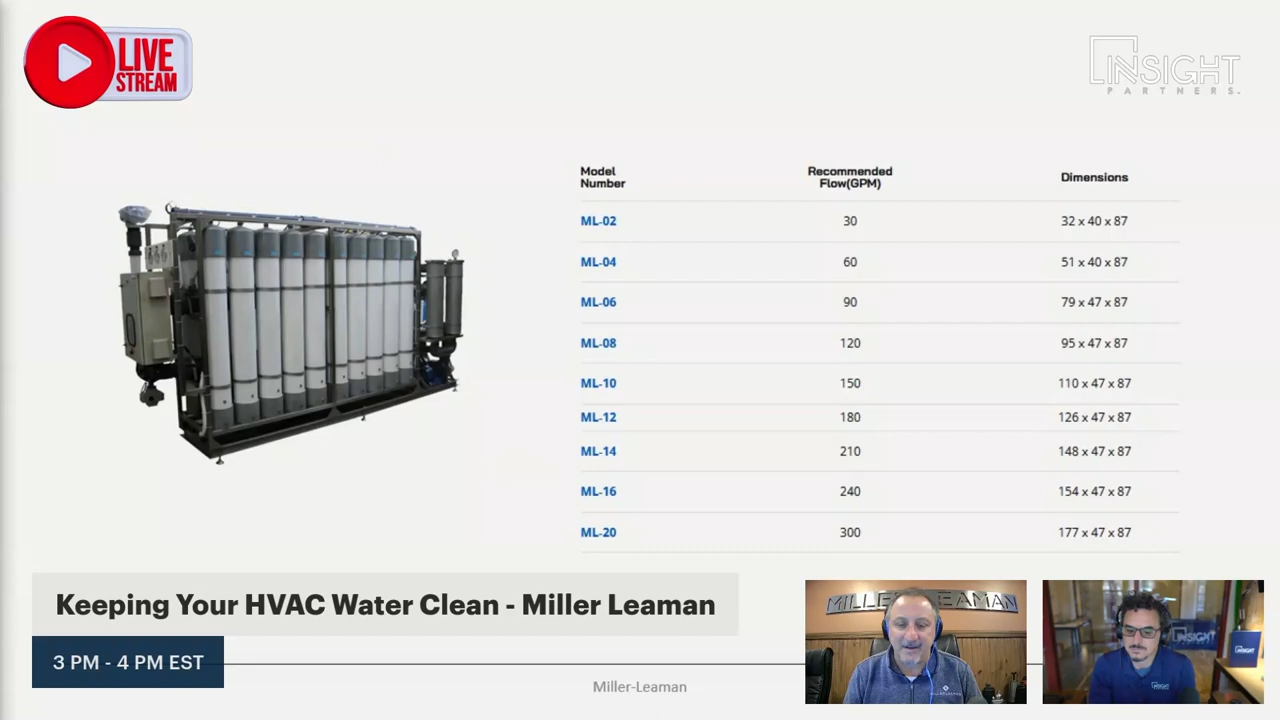 LIVE
STREAM
INSIGHT
PARTNERS.
Model Number
Recommended Flow(GPM)
Dimensions
ML-02 30 32 x 40 x 87
ML-04 60 51 x 40 x 87
ML-06 90 79 x 47 x 87
ML-08 120 95 x 47 x 87
ML-10 150 110 x 47 x 87
ML-12 180 126 x 47 x 87
ML-14 210 148 x 47 x 87
ML-16 240 154 x 47 x 87
ML-20 300 177 x 47 x 87
Keeping Your HVAC Water Clean - Miller Leaman
3 PM - 4 PM EST
Miller-Leaman
MILLER LEAMAN
INSIGHT